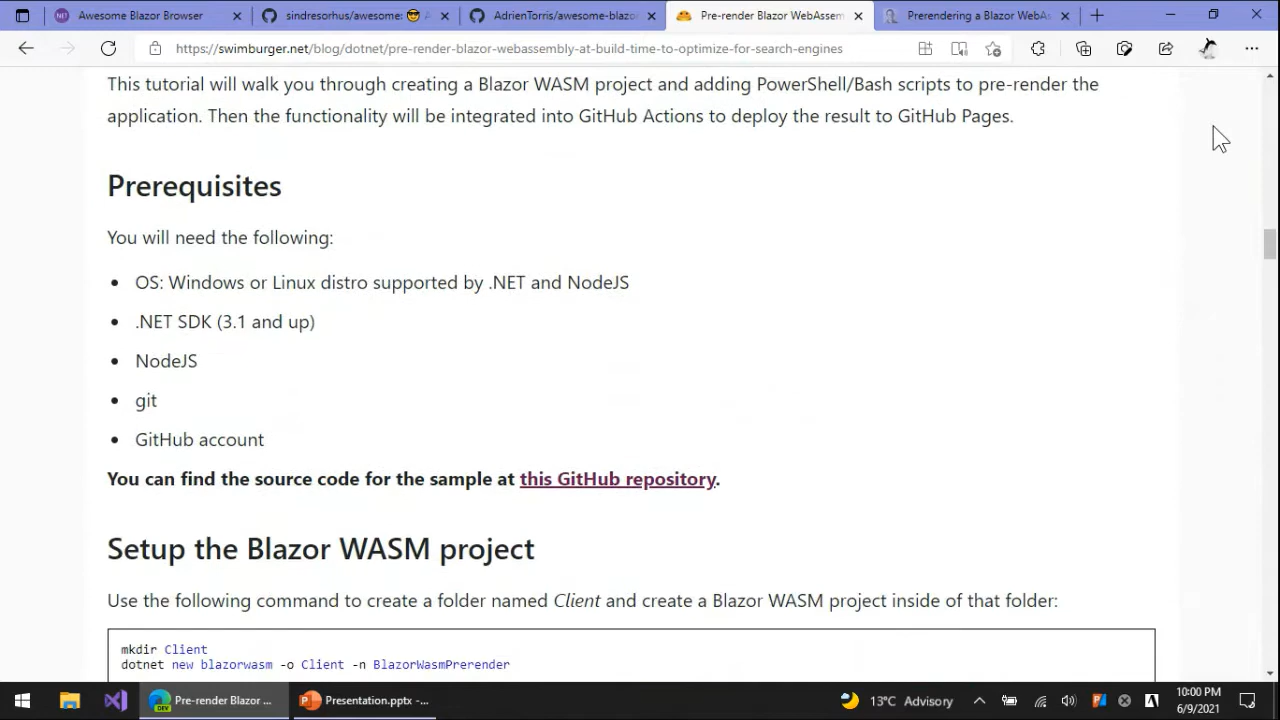 Awesome Blazor Browser
sindresorhus/awesome: 😎 A
AdrienTorris/awesome-blazo
Pre-render Blazor WebAssem
Prerendering a Blazor WebAs
https://swimburger.net/blog/dotnet/pre-render-blazor-webassembly-at-build-time-to-optimize-for-search-engines
This tutorial will walk you through creating a Blazor WASM project and adding PowerShell/Bash scripts to pre-render the
application. Then the functionality will be integrated into GitHub Actions to deploy the result to GitHub Pages.
Prerequisites
You will need the following:
• OS: Windows or Linux distro supported by .NET and NodeJS
• .NET SDK (3.1 and up)
• NodeJS
• git
• GitHub account
You can find the source code for the sample at this GitHub repository.
Setup the Blazor WASM project
Use the following command to create a folder named Client and create a Blazor WASM project inside of that folder:
mkdir Client
dotnet new blazorwasm -o Client -n BlazorWasmPrerender
DEV
Pre-render Blazor ...
Presentation.pptx -...
13°C Advisory
A
10:00 PM
6/9/2021